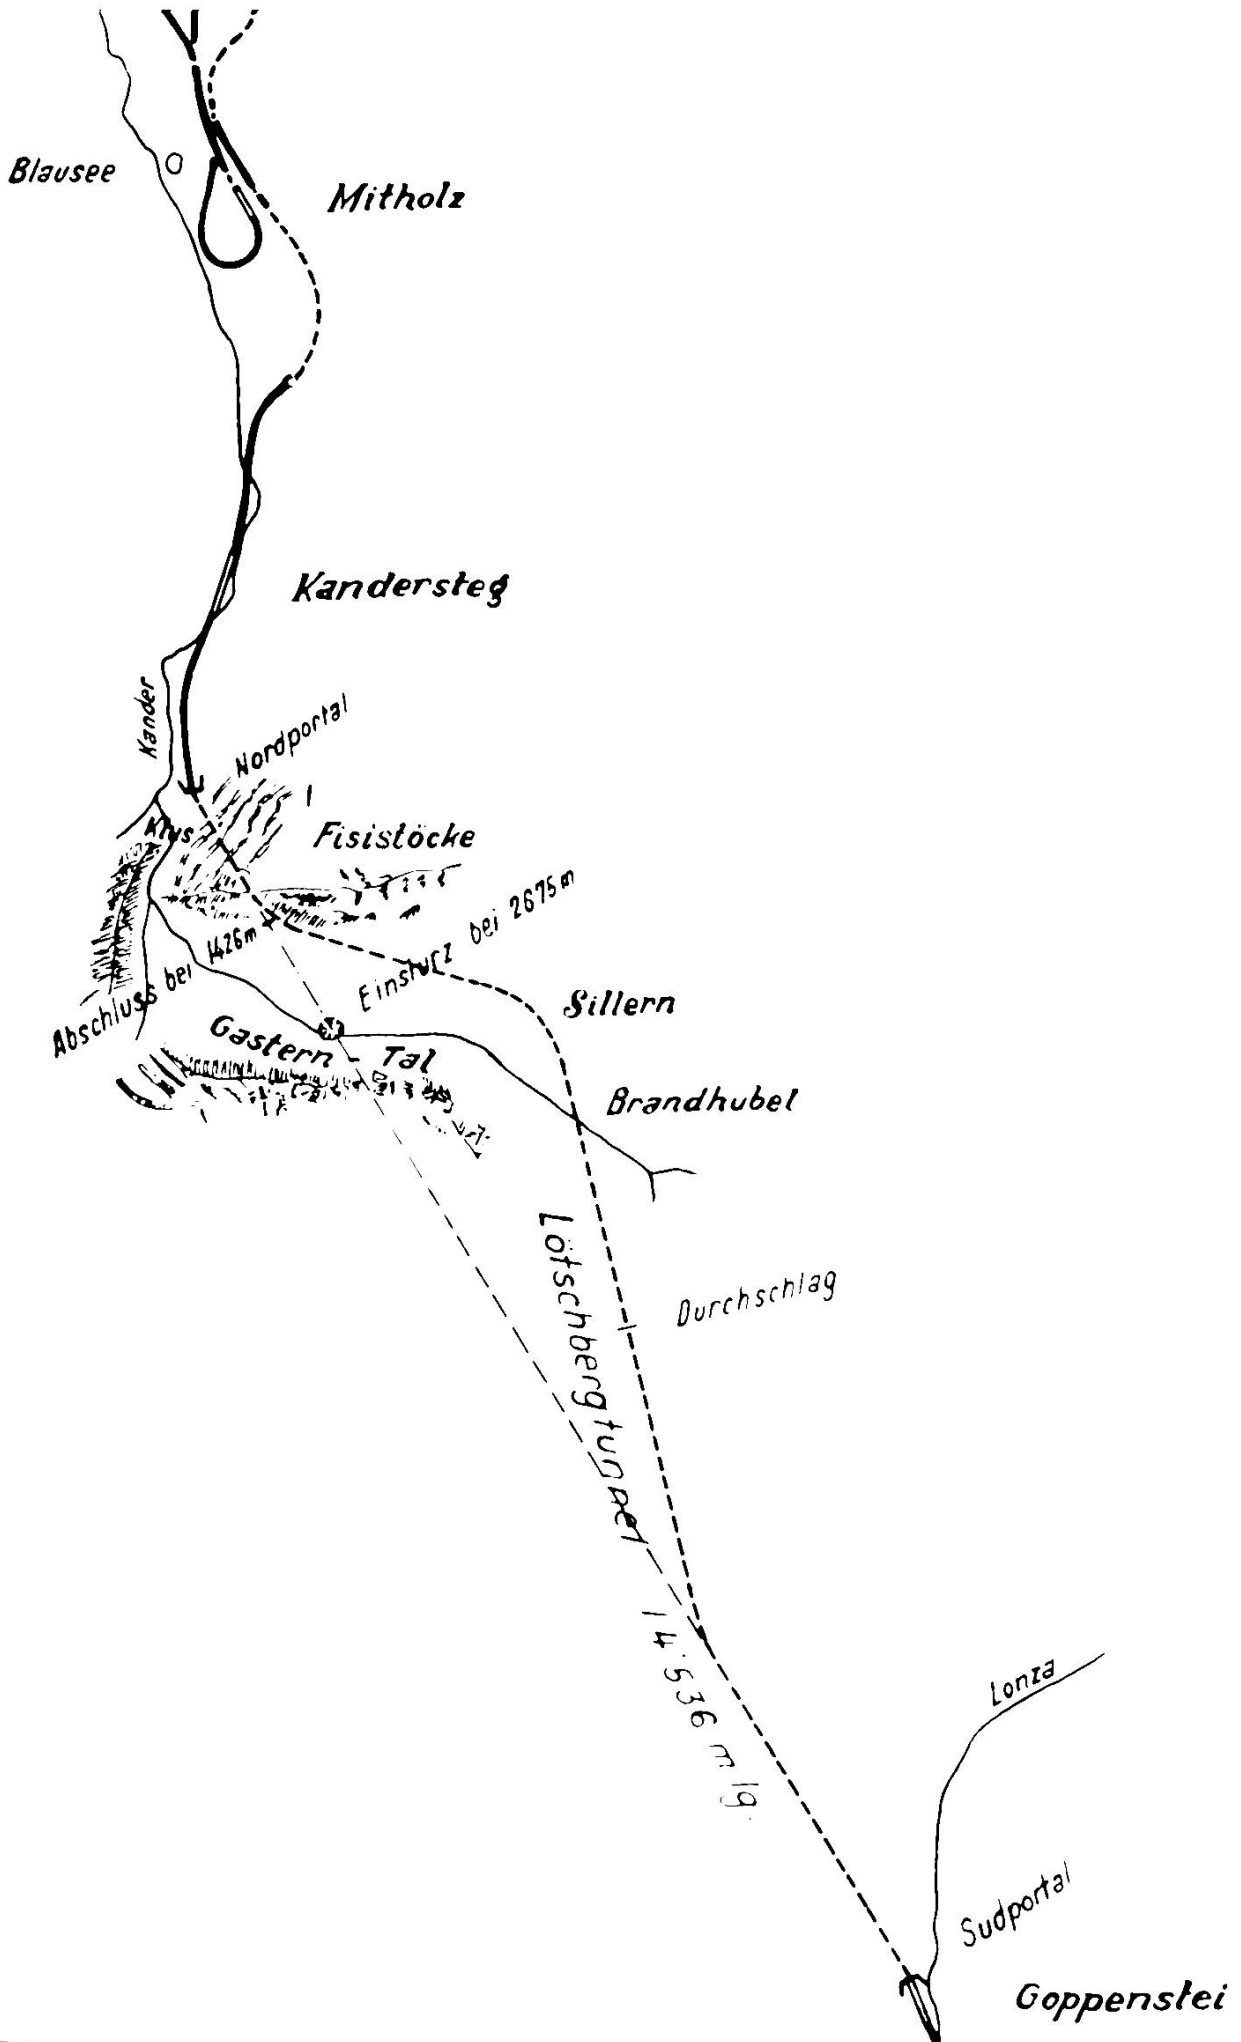 Blausee
Mitholz
Kandersteg
Kander
Nordportal
Klus
Fisistöcke
Abschluss bei 1426m
Einsturz bei 2675m
Sillern
Gastern - Tal
Brandhubel
Lötschbergtunnel 14'536 m lg.
Durchschlag
Lonza
Sudportal
Goppenstei